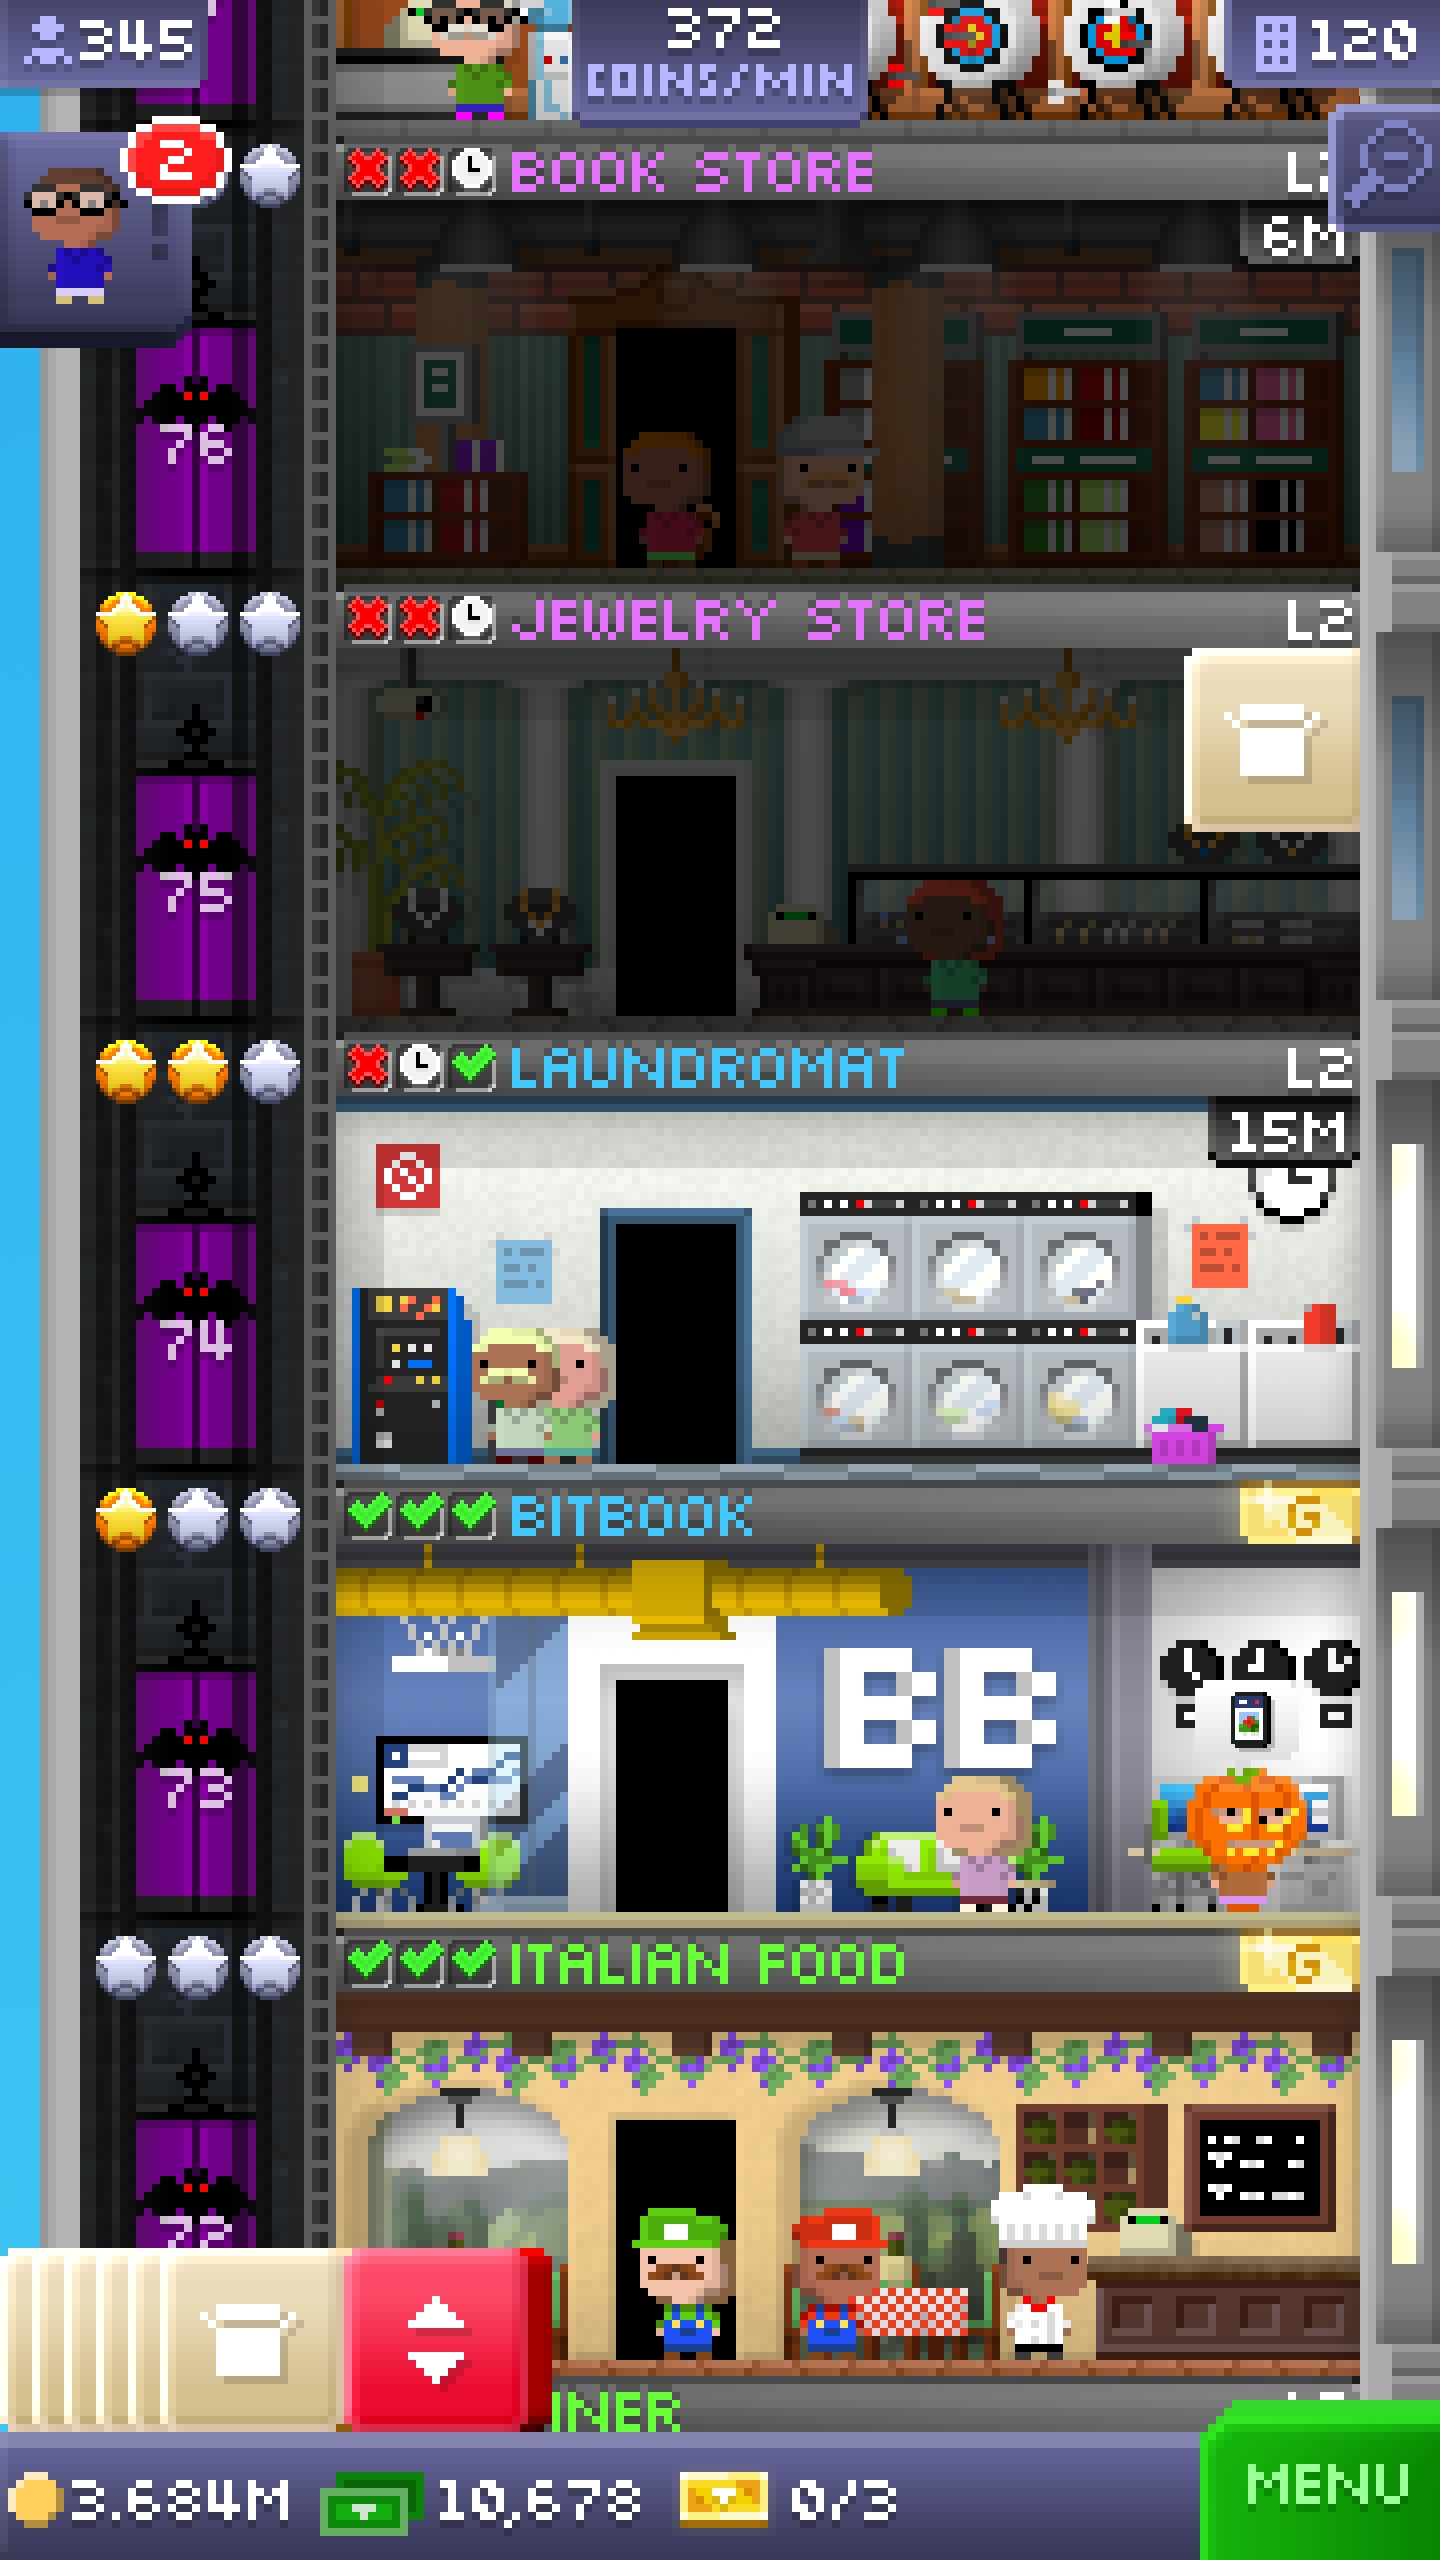 345
372
COINS/MIN
120
2
BOOK STORE
6M
76
JEWELRY STORE L2
75
LAUNDROMAT L2
15M
74
BITBOOK G
BB
73
ITALIAN FOOD G
72
3.684M 10,678 0/3
MENU